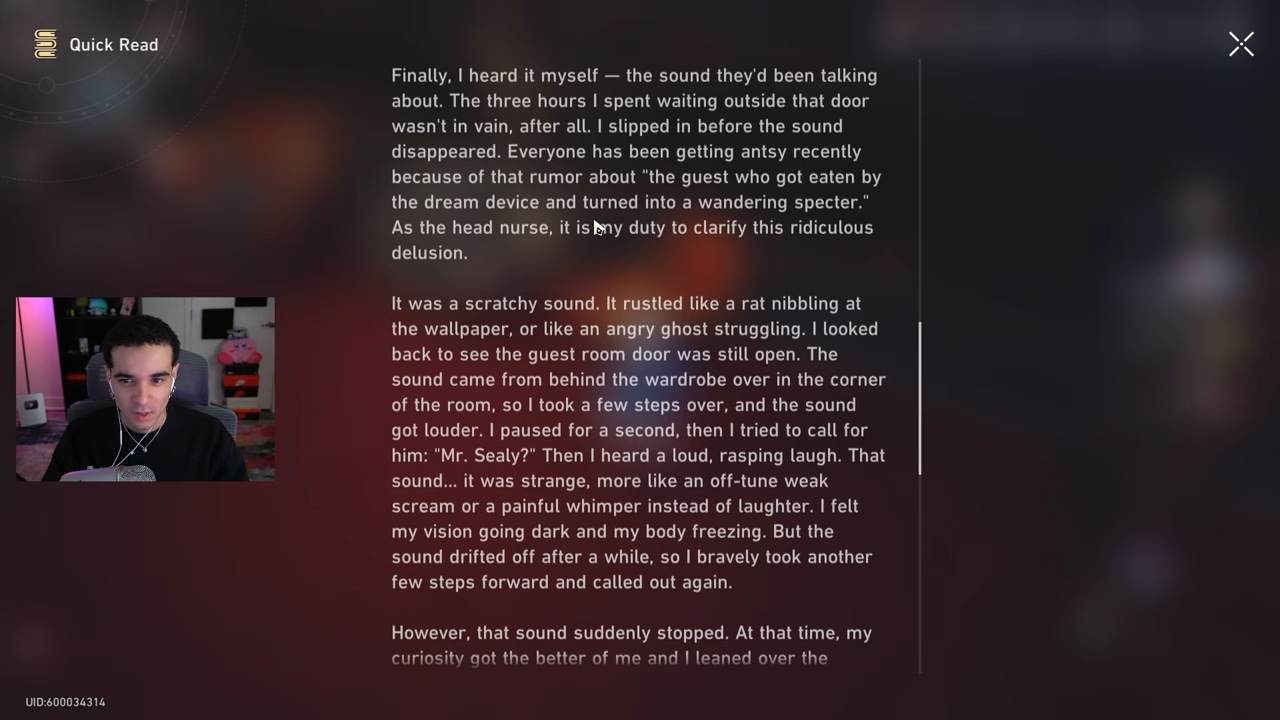 Quick Read
Finally, I heard it myself — the sound they'd been talking
about. The three hours I spent waiting outside that door
wasn't in vain, after all. I slipped in before the sound
disappeared. Everyone has been getting antsy recently
because of that rumor about "the guest who got eaten by
the dream device and turned into a wandering specter."
As the head nurse, it is my duty to clarify this ridiculous
delusion.
It was a scratchy sound. It rustled like a rat nibbling at
the wallpaper, or like an angry ghost struggling. I looked
back to see the guest room door was still open. The
sound came from behind the wardrobe over in the corner
of the room, so I took a few steps over, and the sound
got louder. I paused for a second, then I tried to call for
him: "Mr. Sealy?" Then I heard a loud, rasping laugh. That
sound... it was strange, more like an off-tune weak
scream or a painful whimper instead of laughter. I felt
my vision going dark and my body freezing. But the
sound drifted off after a while, so I bravely took another
few steps forward and called out again.
However, that sound suddenly stopped. At that time, my
curiosity got the better of me and I leaned over the
UID:600034314